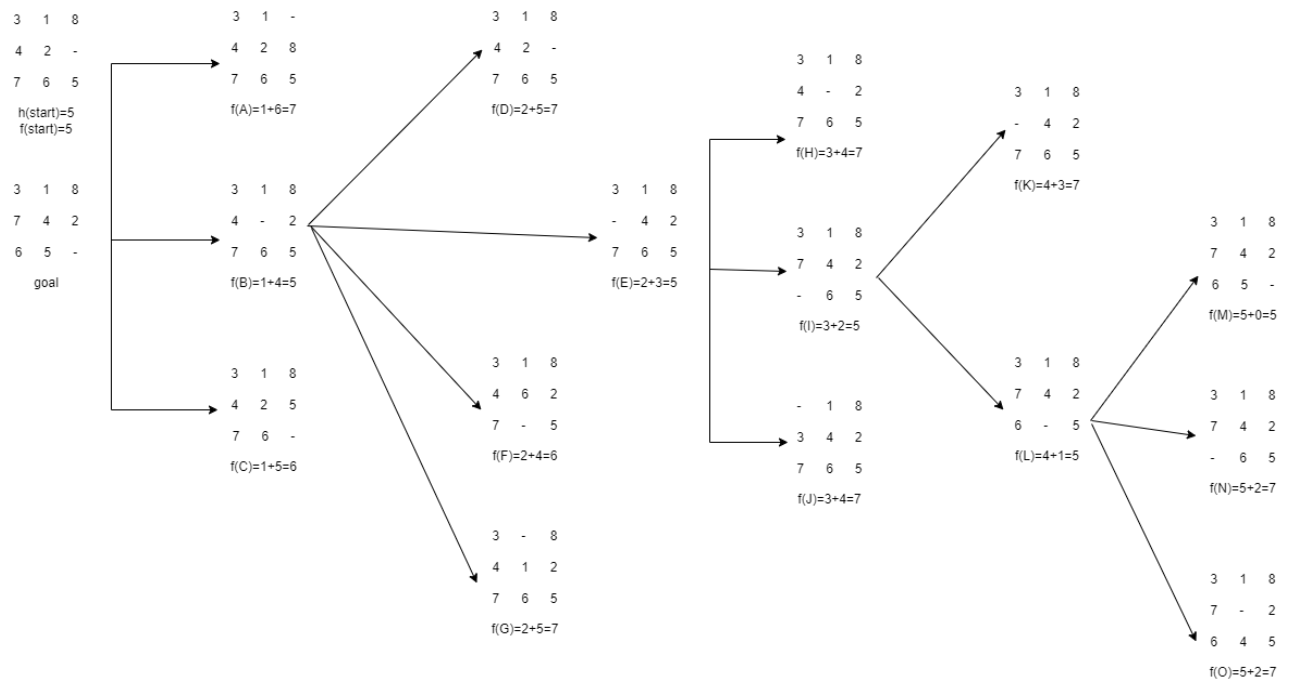 3 1 8
4 2 -
7 6 5
h(start)=5
f(start)=5
3 1 8
7 4 2
6 5 -
goal
3 1 -
4 2 8
7 6 5
f(A)=1+6=7
3 1 8
4 - 2
7 6 5
f(B)=1+4=5
3 1 8
4 2 5
7 6 -
f(C)=1+5=6
3 1 8
4 2 -
7 6 5
f(D)=2+5=7
3 1 8
- 4 2
7 6 5
f(E)=2+3=5
3 1 8
4 6 2
7 - 5
f(F)=2+4=6
3 - 8
4 1 2
7 6 5
f(G)=2+5=7
3 1 8
4 - 2
7 6 5
f(H)=3+4=7
3 1 8
7 4 2
- 6 5
f(I)=3+2=5
- 1 8
3 4 2
7 6 5
f(J)=3+4=7
3 1 8
- 4 2
7 6 5
f(K)=4+3=7
3 1 8
7 4 2
6 - 5
f(L)=4+1=5
3 1 8
7 4 2
6 5 -
f(M)=5+0=5
3 1 8
7 4 2
- 6 5
f(N)=5+2=7
3 1 8
7 - 2
6 4 5
f(O)=5+2=7